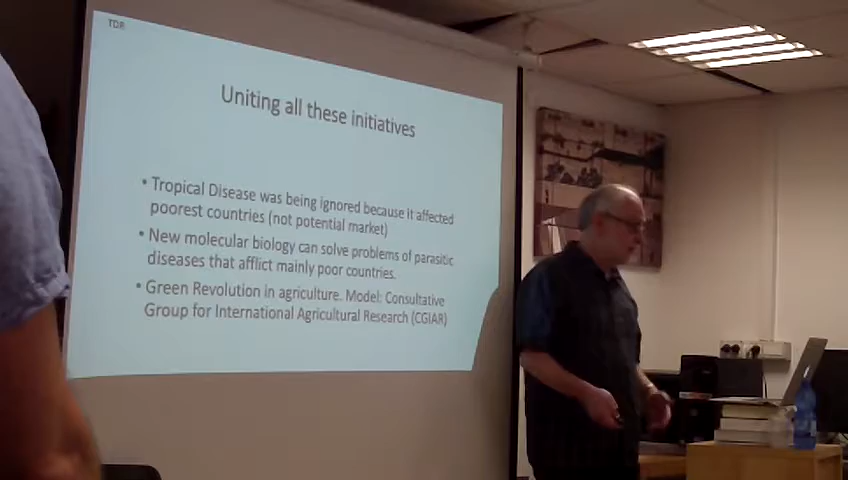 TDR
Uniting all these initiatives
• Tropical Disease was being ignored because it affected
poorest countries (not potential market)
• New molecular biology can solve problems of parasitic
diseases that afflict mainly poor countries.
• Green Revolution in agriculture. Model: Consultative
Group for International Agricultural Research (CGIAR)